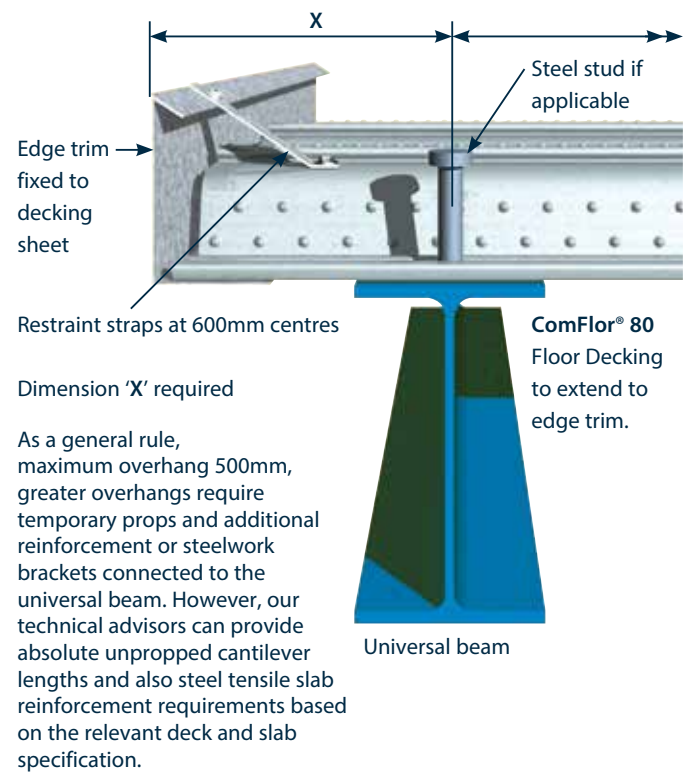 X
Steel stud if
applicable
Edge trim
fixed to
decking
sheet
Restraint straps at 600mm centres
ComFlor® 80
Floor Decking
to extend to
edge trim.
Dimension ‘X’ required
As a general rule,
maximum overhang 500mm,
greater overhangs require
temporary props and additional
reinforcement or steelwork
brackets connected to the
universal beam. However, our
technical advisors can provide
absolute unpropped cantilever
lengths and also steel tensile slab
reinforcement requirements based
on the relevant deck and slab
specification.
Universal beam